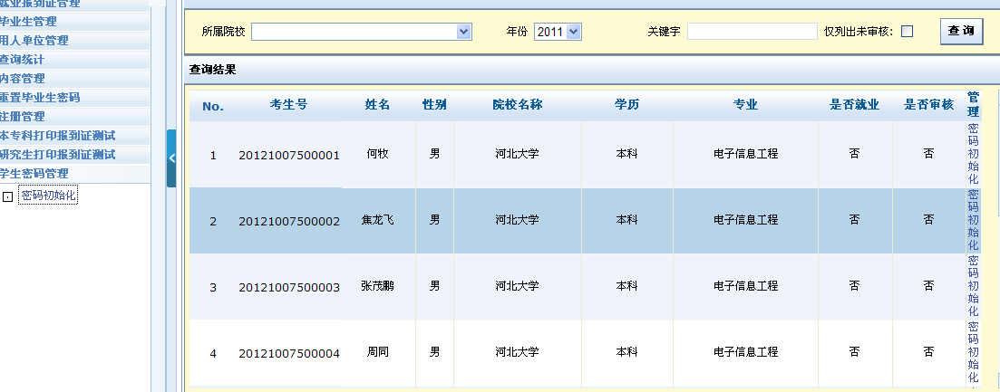 就业报到证管理
毕业生管理
用人单位管理
查询统计
内容管理
重置毕业生密码
注册管理
本专科打印报到证测试
研究生打印报到证测试
学生密码管理
密码初始化
所属院校 年份 2011 关键字 仅列出未审核： 查 询
查询结果
No. 考生号 姓名 性别 院校名称 学历 专业 是否就业 是否审核 管理
1 20121007500001 何牧 男 河北大学 本科 电子信息工程 否 否 密码初始化
2 20121007500002 焦龙飞 男 河北大学 本科 电子信息工程 否 否 密码初始化
3 20121007500003 张茂鹏 男 河北大学 本科 电子信息工程 否 否 密码初始化
4 20121007500004 周同 男 河北大学 本科 电子信息工程 否 否 密码初始化